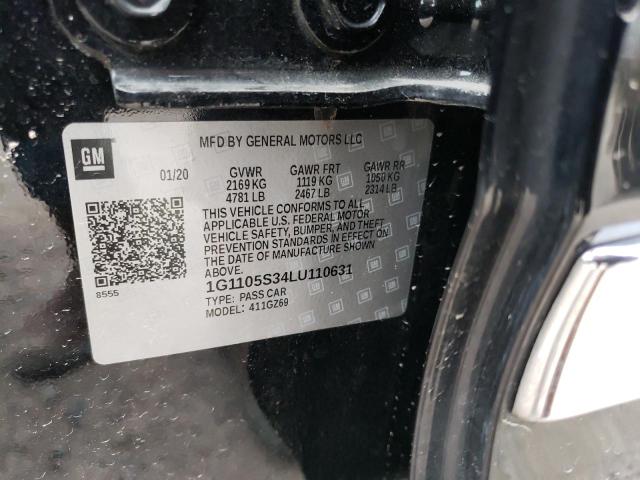 GM
MFD BY GENERAL MOTORS LLC
01/20 GVWR GAWR FRT GAWR RR
2169 KG 1119 KG 1050 KG
4781 LB 2467 LB 2314 LB
THIS VEHICLE CONFORMS TO ALL
APPLICABLE U.S. FEDERAL MOTOR
VEHICLE SAFETY, BUMPER, AND THEFT
PREVENTION STANDARDS IN EFFECT ON
THE DATE OF MANUFACTURE SHOWN
ABOVE.
8555
1G1105S34LU110631
TYPE: PASS CAR
MODEL: 411GZ69